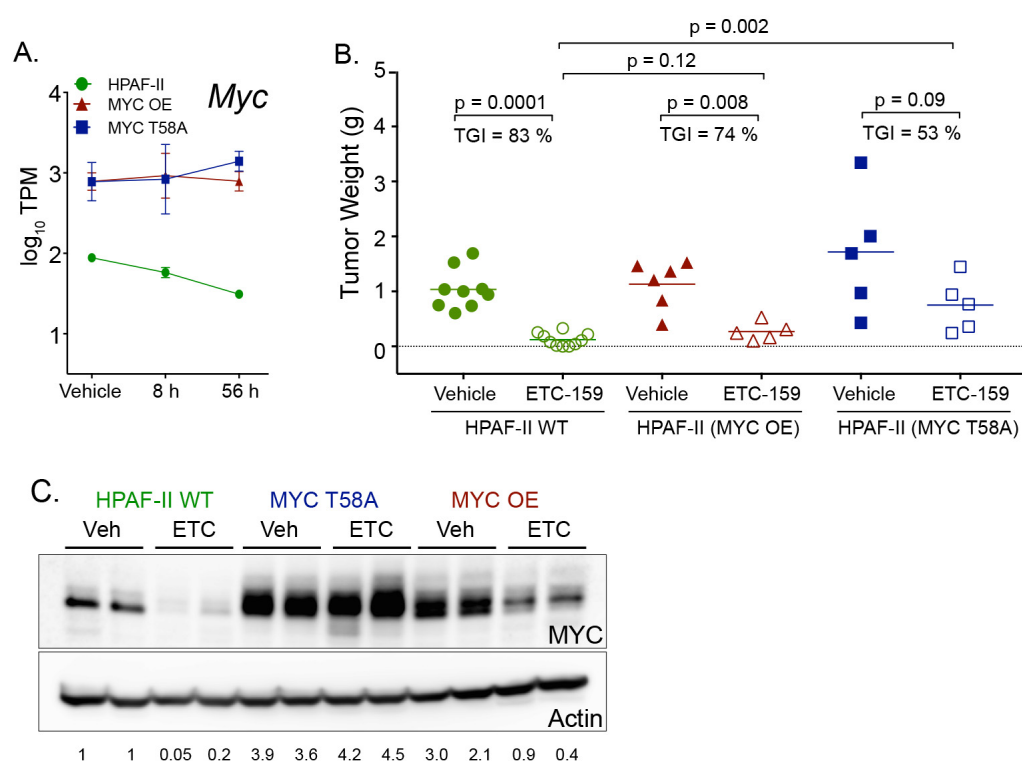 A.
HPAF-II
MYC OE
MYC T58A
Myc
log10 TPM
4
3
2
1
Vehicle 8 h 56 h
B.
p = 0.002
p = 0.12
p = 0.0001 p = 0.008 p = 0.09
TGI = 83 % TGI = 74 % TGI = 53 %
Tumor Weight (g)
5
4
3
2
1
0
Vehicle ETC-159 Vehicle ETC-159 Vehicle ETC-159
HPAF-II WT HPAF-II (MYC OE) HPAF-II (MYC T58A)
C.
HPAF-II WT MYC T58A MYC OE
Veh ETC Veh ETC Veh ETC
MYC
Actin
1 1 0.05 0.2 3.9 3.6 4.2 4.5 3.0 2.1 0.9 0.4